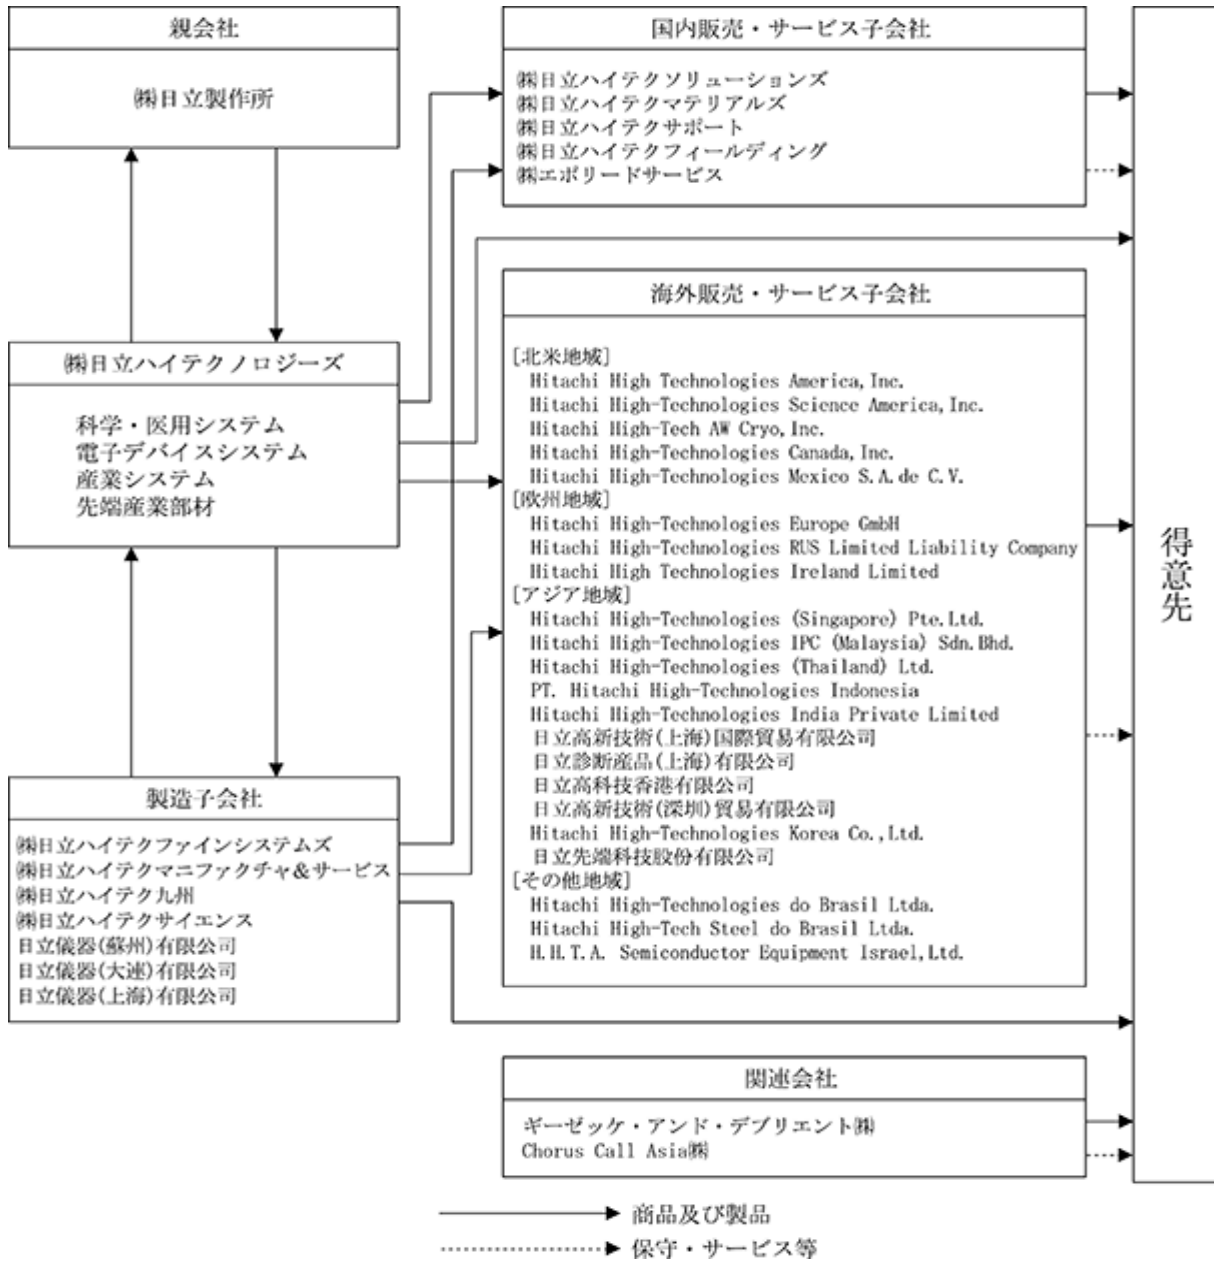 親会社
㈱日立製作所
㈱日立ハイテクノロジーズ
科学・医用システム
電子デバイスシステム
産業システム
先端産業部材
製造子会社
㈱日立ハイテクファインシステムズ
㈱日立ハイテクマニファクチャ&サービス
㈱日立ハイテク九州
㈱日立ハイテクサイエンス
日立儀器(蘇州)有限公司
日立儀器(大連)有限公司
日立儀器(上海)有限公司
国内販売・サービス子会社
㈱日立ハイテクソリューションズ
㈱日立ハイテクマテリアルズ
㈱日立ハイテクサポート
㈱日立ハイテクフィールディング
㈱エポリードサービス
海外販売・サービス子会社
[北米地域]
Hitachi High Technologies America,Inc.
Hitachi High-Technologies Science America,Inc.
Hitachi High-Tech AW Cryo,Inc.
Hitachi High-Technologies Canada,Inc.
Hitachi High-Technologies Mexico S.A.de C.V.
[欧州地域]
Hitachi High-Technologies Europe GmbH
Hitachi High-Technologies RUS Limited Liability Company
Hitachi High Technologies Ireland Limited
[アジア地域]
Hitachi High-Technologies (Singapore) Pte.Ltd.
Hitachi High-Technologies IPC (Malaysia) Sdn.Bhd.
Hitachi High-Technologies (Thailand) Ltd.
PT. Hitachi High-Technologies Indonesia
Hitachi High-Technologies India Private Limited
日立高新技術(上海)国際貿易有限公司
日立診断産品(上海)有限公司
日立高科技香港有限公司
日立高新技術(深圳)貿易有限公司
Hitachi High-Technologies Korea Co.,Ltd.
日立先端科技股份有限公司
[その他地域]
Hitachi High-Technologies do Brasil Ltda.
Hitachi High-Tech Steel do Brasil Ltda.
H.H.T.A. Semiconductor Equipment Israel,Ltd.
関連会社
ギーゼッケ・アンド・デブリエント㈱
Chorus Call Asia㈱
得意先
商品及び製品
保守・サービス等